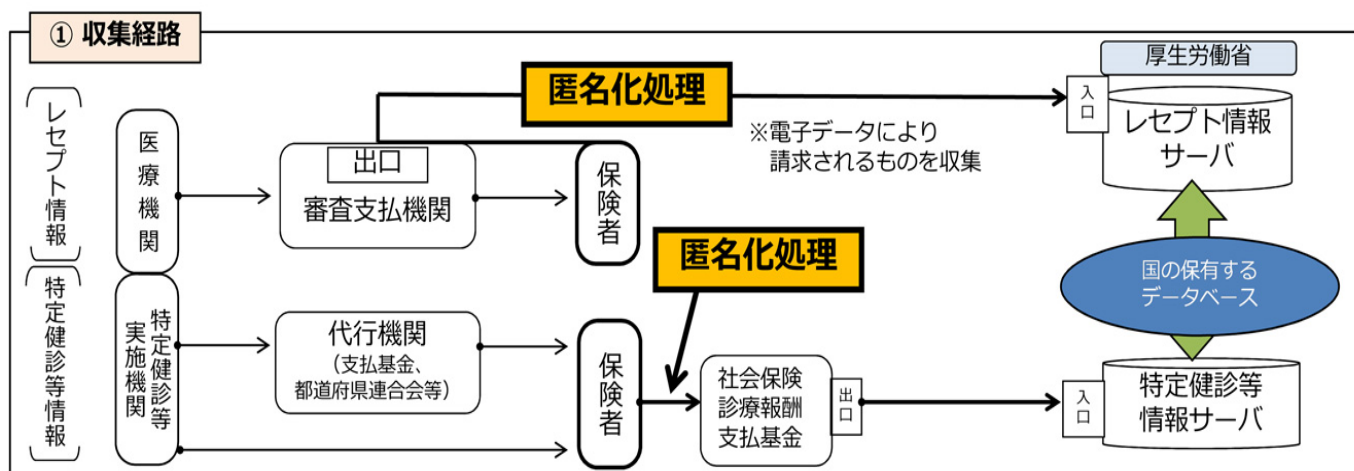 ① 収集経路
レセプト情報
医療機関
出口
審査支払機関
保険者
匿名化処理
※電子データにより
請求されるものを収集
厚生労働省
入口
レセプト情報
サーバ
国の保有する
データベース
特定健診等情報
特定健診等
実施機関
代行機関
(支払基金、
都道府県連合会等)
保険者
匿名化処理
社会保険
診療報酬
支払基金
出口
入口
特定健診等
情報サーバ